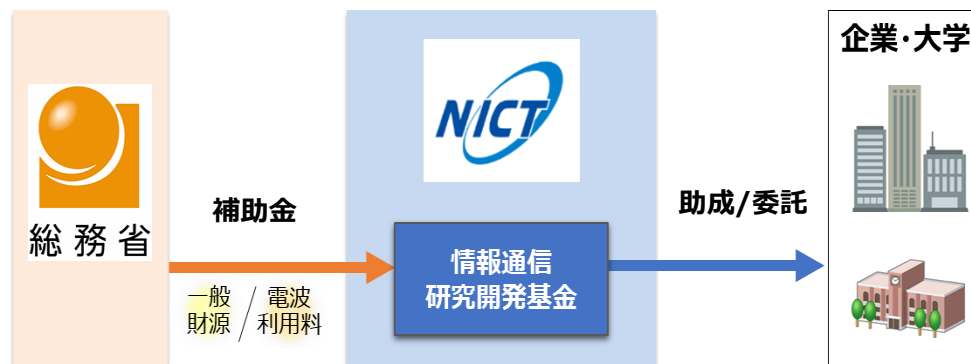 総務省
補助金
一般
財源
/
電波
利用料
NICT
情報通信
研究開発基金
助成/委託
企業・大学